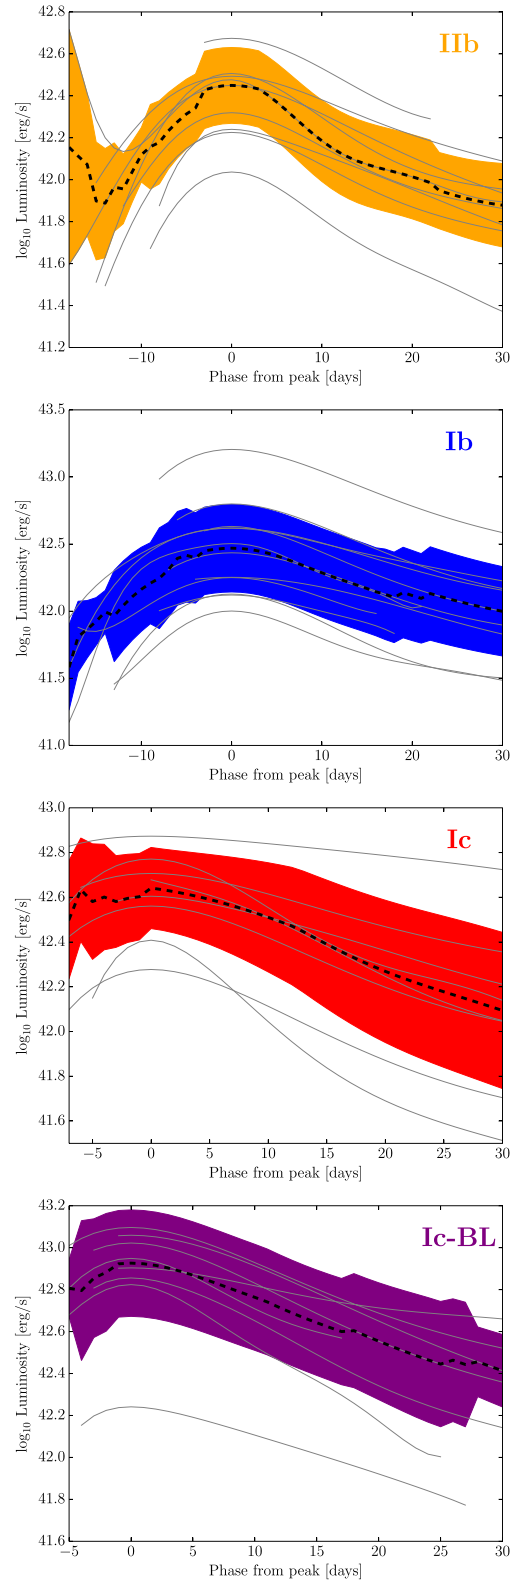 42.8
IIb
42.6
42.4
42.2
42.0
41.8
41.6
41.4
41.2
log₁₀ Luminosity [erg/s]
−10 0 10 20 30
Phase from peak [days]
43.5
Ib
43.0
42.5
42.0
41.5
41.0
log₁₀ Luminosity [erg/s]
−10 0 10 20 30
Phase from peak [days]
43.0
Ic
42.8
42.6
42.4
42.2
42.0
41.8
41.6
log₁₀ Luminosity [erg/s]
−5 0 5 10 15 20 25 30
Phase from peak [days]
43.2
Ic-BL
43.0
42.8
42.6
42.4
42.2
42.0
41.8
41.6
log₁₀ Luminosity [erg/s]
−5 0 5 10 15 20 25 30
Phase from peak [days]